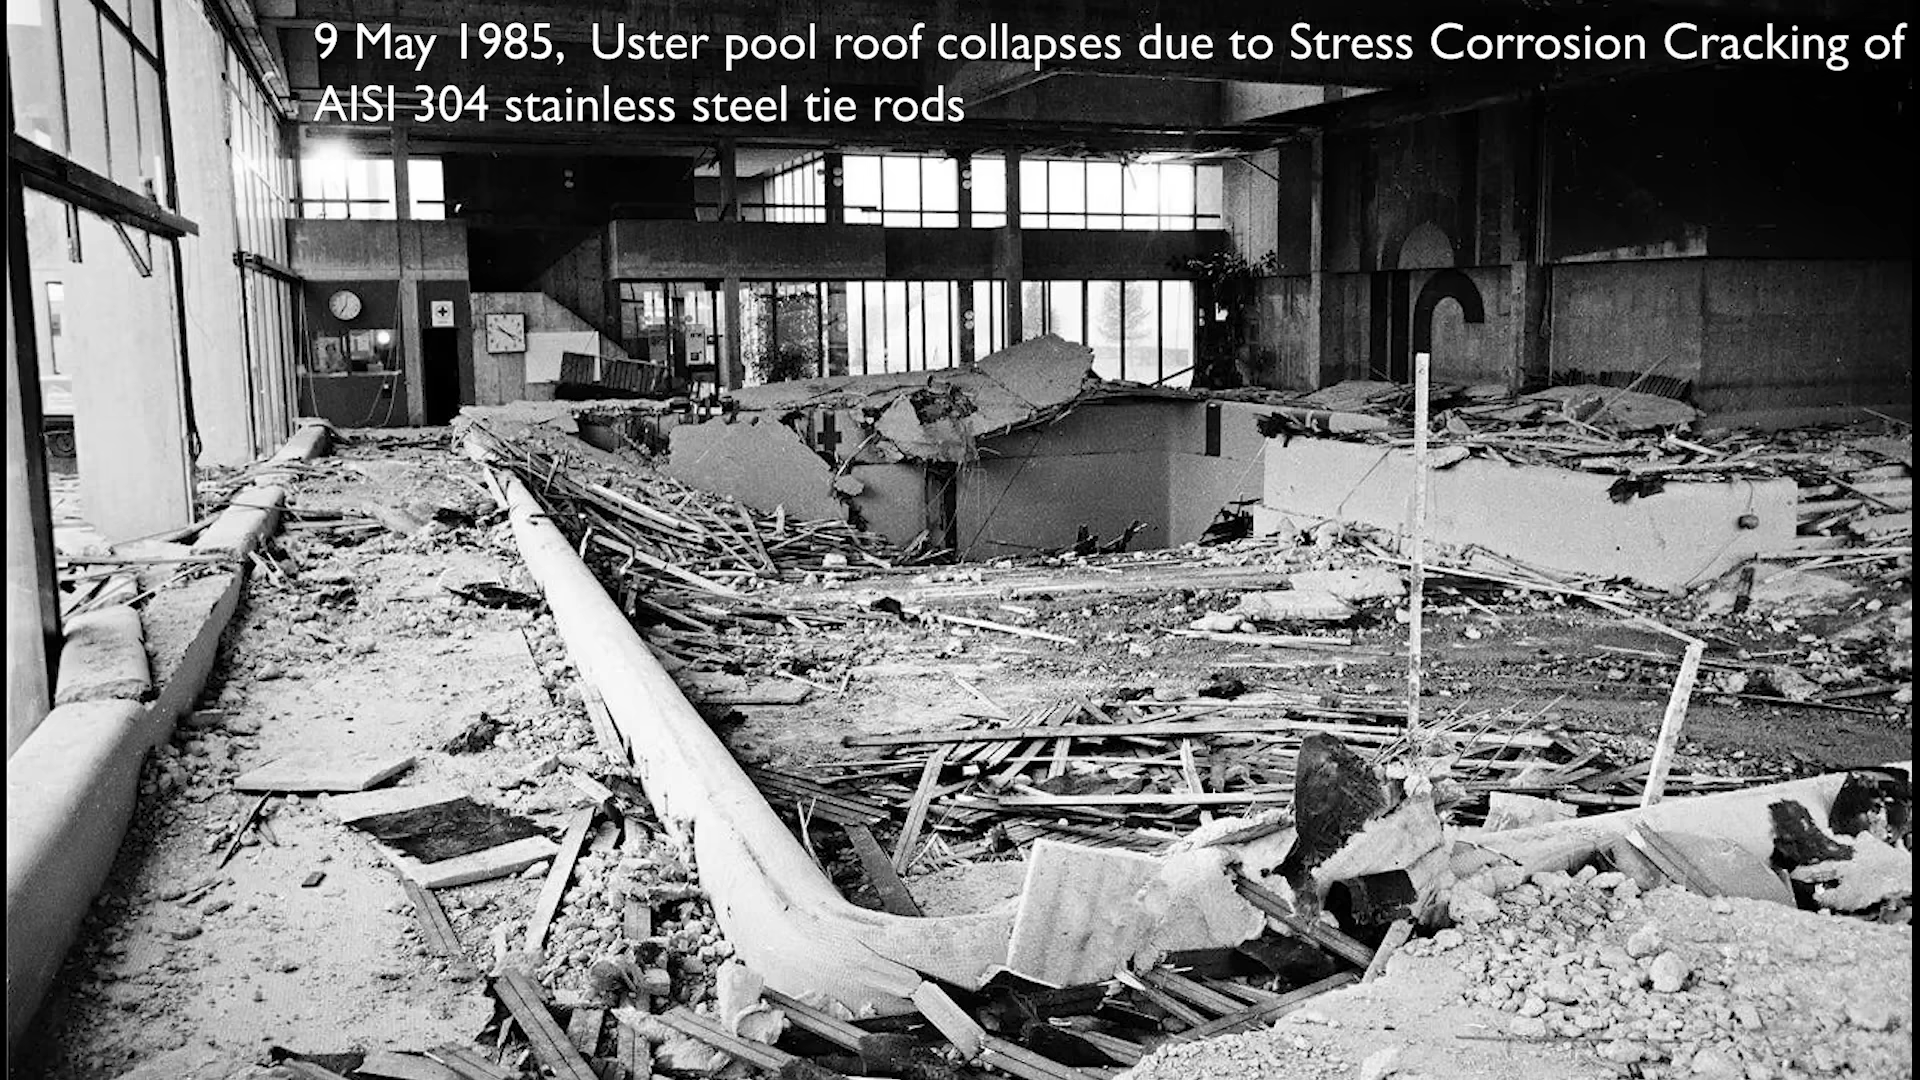 9 May 1985, Uster pool roof collapses due to Stress Corrosion Cracking of
AISI 304 stainless steel tie rods